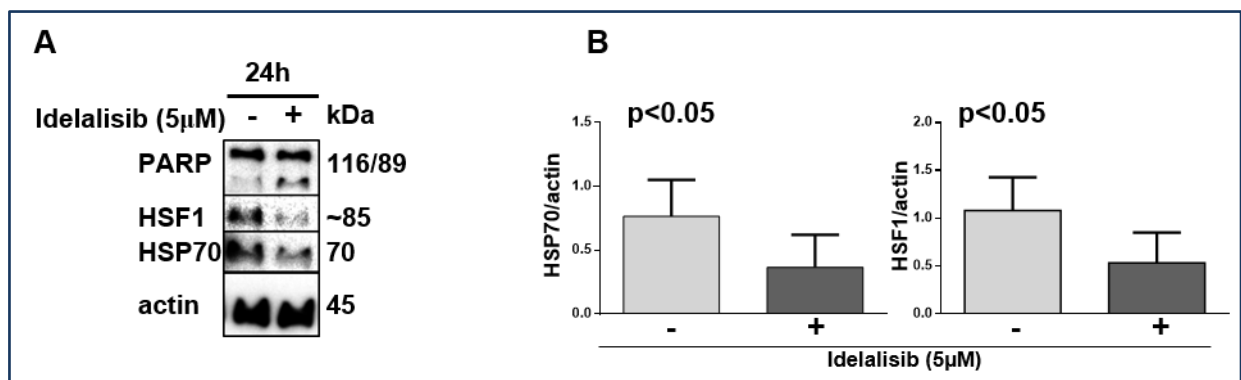 A
24h
Idelalisib (5µM) - + kDa
PARP 116/89
HSF1 ~85
HSP70 70
actin 45
B
p<0.05
HSP70/actin
1.5
1.0
0.5
0.0
- +
p<0.05
HSF1/actin
2.0
1.5
1.0
0.5
0.0
- +
Idelalisib (5µM)